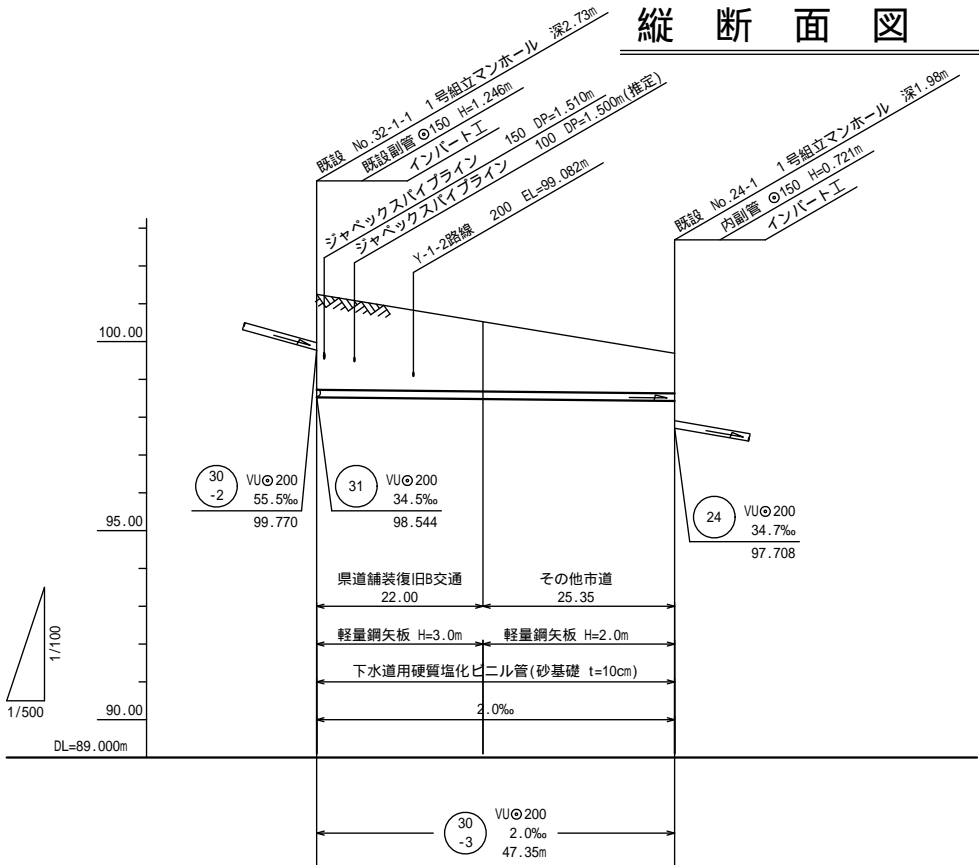 縦断面図
既設 No.32-1-1 1号組立マンホール 深2.73m
既設副管 ◎150 H=1.246m
インバート工
ジャペックスパイプライン 150 DP=1.510m
ジャペックスパイプライン 100 DP=1.500m(推定)
Y-1-2路線 200 EL=99.082m
既設 No.24-1 1号組立マンホール 深1.98m
内副管 ◎150 H=0.721m
インバート工
100.00
30
-2
VU◎200
55.5‰
99.770
31
VU◎200
34.5‰
98.544
24
VU◎200
34.7‰
97.708
95.00
県道舗装復旧B交通
22.00
その他市道
25.35
軽量鋼矢板 H=3.0m
軽量鋼矢板 H=2.0m
下水道用硬質塩化ビニル管(砂基礎 t=10cm)
2.0‰
1/100
1/500
90.00
DL=89.000m
30
-3
VU◎200
2.0‰
47.35m